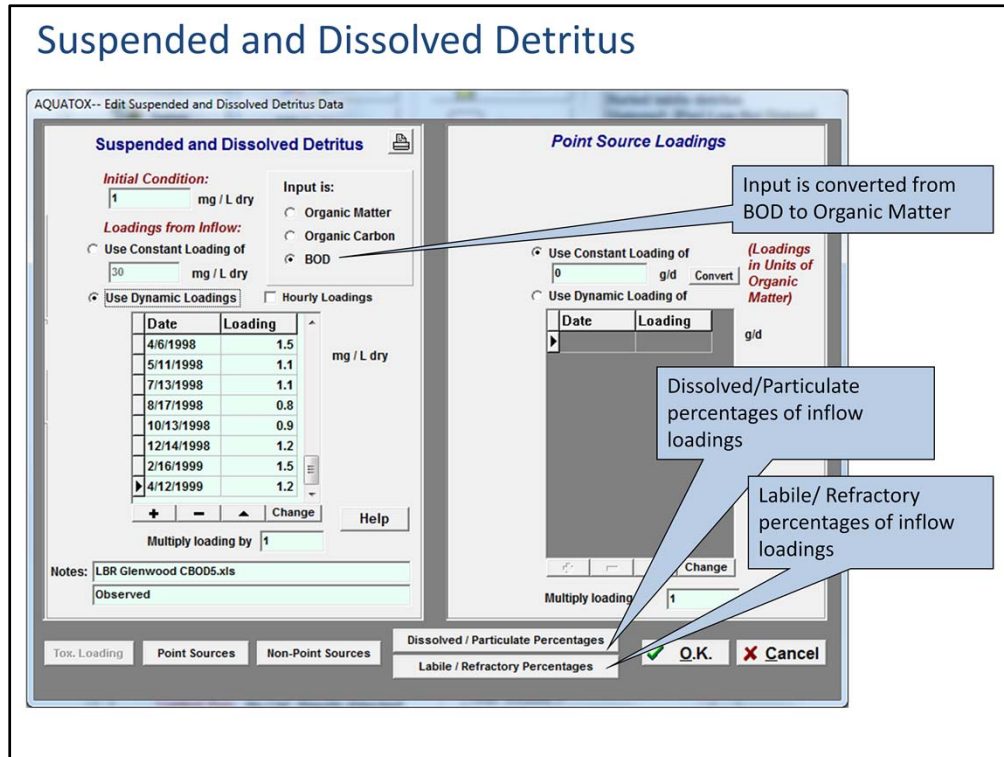 Suspended and Dissolved Detritus
AQUATOX-- Edit Suspended and Dissolved Detritus Data
Suspended and Dissolved Detritus
Initial Condition:
1 mg / L dry
Input is:
Organic Matter
Organic Carbon
BOD
Loadings from Inflow:
Use Constant Loading of
30 mg / L dry
Use Dynamic Loadings
Hourly Loadings
Date Loading
4/6/1998 1.5
5/11/1998 1.1
7/13/1998 1.1
8/17/1998 0.8
10/13/1998 0.9
12/14/1998 1.2
2/16/1999 1.5
4/12/1999 1.2
mg / L dry
Change
Help
Multiply loading by 1
Notes: LBR Glenwood CBOD5.xls
Observed
Point Source Loadings
Input is converted from
BOD to Organic Matter
Use Constant Loading of
0 g/d Convert
(Loadings
in Units of
Organic
Matter)
Use Dynamic Loading of
Date Loading
g/d
Dissolved/Particulate
percentages of inflow
loadings
Labile/ Refractory
percentages of inflow
loadings
Change
Multiply loading 1
Tox. Loading
Point Sources
Non-Point Sources
Dissolved / Particulate Percentages
Labile / Refractory Percentages
O.K.
Cancel